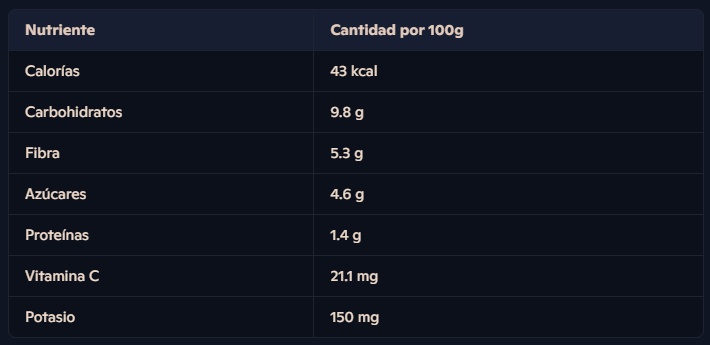 Nutriente Cantidad por 100g
Calorías 43 kcal
Carbohidratos 9.8 g
Fibra 5.3 g
Azúcares 4.6 g
Proteínas 1.4 g
Vitamina C 21.1 mg
Potasio 150 mg